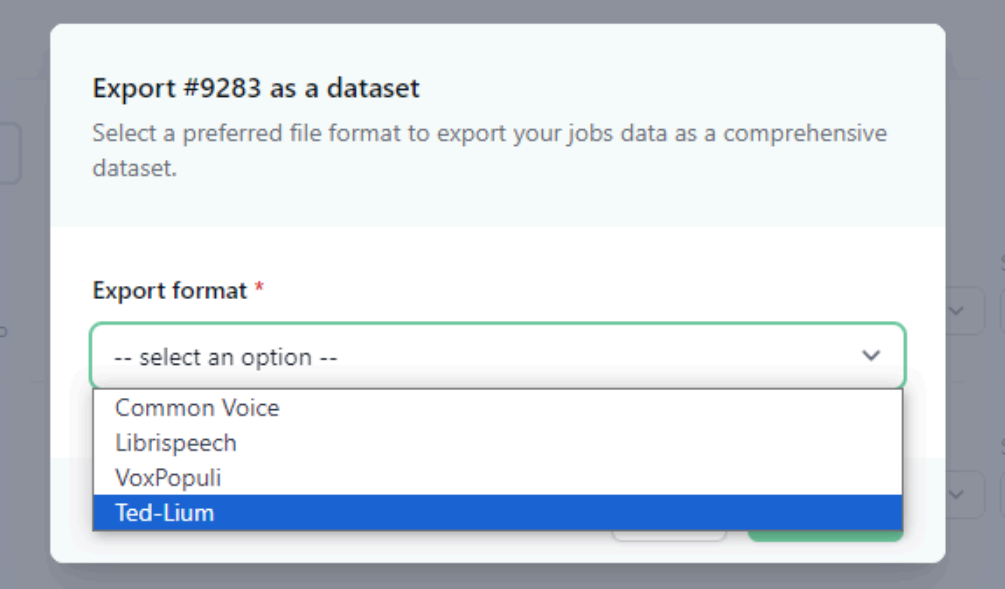 Export #9283 as a dataset
Select a preferred file format to export your jobs data as a comprehensive
dataset.
Export format *
-- select an option --
Common Voice
Librispeech
VoxPopuli
Ted-Lium